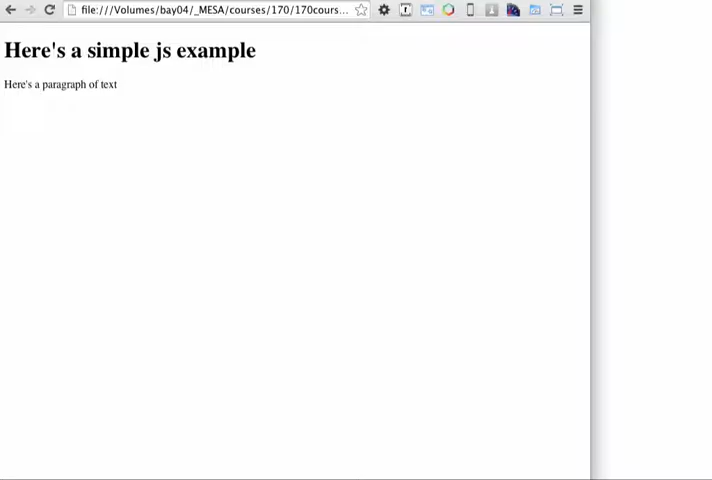 file:///Volumes/bay04/_MESA/courses/170/170cours...
Here's a simple js example
Here's a paragraph of text